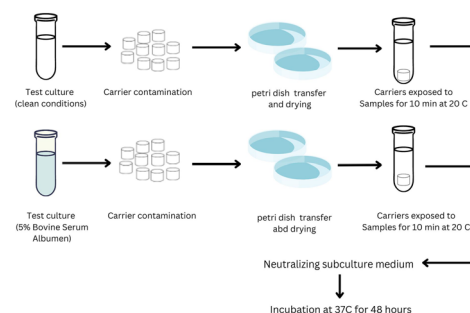 Test culture
(clean conditions)
Carrier contamination
petri dish transfer
and drying
Carriers exposed to
Samples for 10 min at 20 C
Test culture
(5% Bovine Serum
Albumen)
Carrier contamination
petri dish transfer
abd drying
Carriers exposed to
Samples for 10 min at 20 C
Neutralizing subculture medium
Incubation at 37C for 48 hours